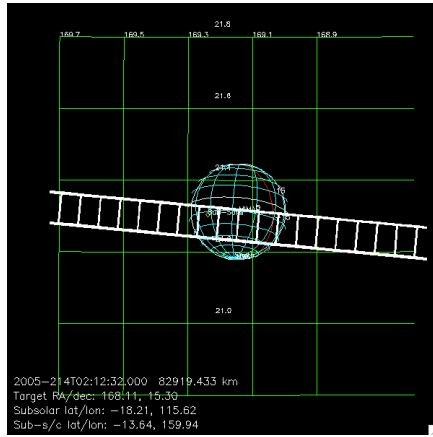 21.8
169.7 169.5 169.3 169.1 168.9
21.6
21.4
21.0
2005-214T02:12:32.000 82919.433 km
Target RA/dec: 168.11, 15.30
Subsolar lat/lon: -18.21, 115.62
Sub-s/c lat/lon: -13.64, 159.94